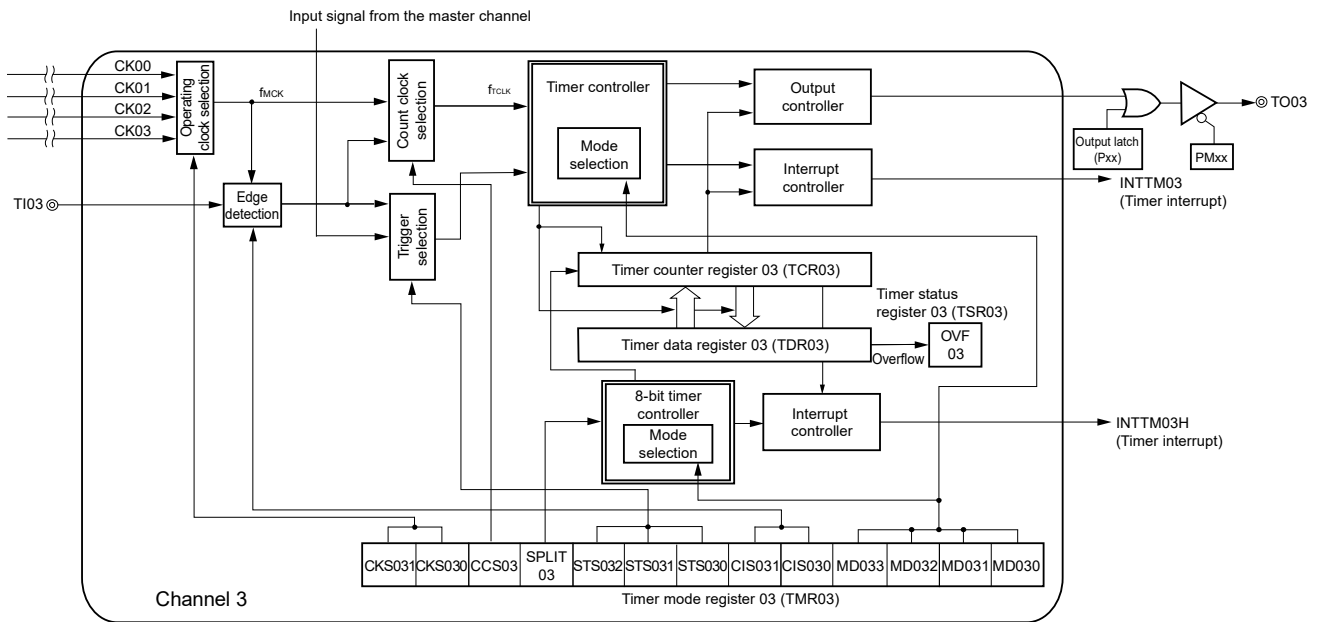 Input signal from the master channel
CK00
CK01
CK02
CK03
Operating
clock selection
fMCK
Count clock
selection
fTCLK
Timer controller
Mode
selection
Output
controller
TO03
Output latch
(Pxx)
PMxx
Interrupt
controller
INTTM03
(Timer interrupt)
TI03
Edge
detection
Trigger
selection
Timer counter register 03 (TCR03)
Timer status
register 03 (TSR03)
Timer data register 03 (TDR03)
Overflow
OVF
03
8-bit timer
controller
Mode
selection
Interrupt
controller
INTTM03H
(Timer interrupt)
CKS031 CKS030 CCS03 SPLIT
03 STS032 STS031 STS030 CIS031 CIS030 MD033 MD032 MD031 MD030
Channel 3
Timer mode register 03 (TMR03)